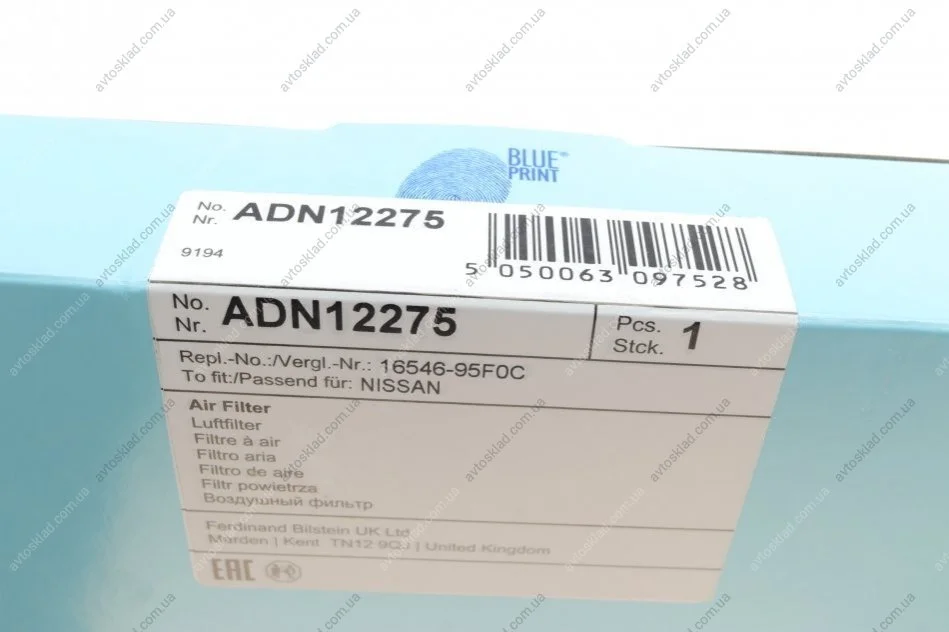 BLUE®
PRINT
No. ADN12275
Nr.
9194
5 050063 097528
No. ADN12275
Nr.
Pcs. 1
Stck.
Repl.-No.:/Vergl.-Nr.: 16546-95F0C
To fit:/Passend für: NISSAN
Air Filter
Luftfilter
Filtre à air
Filtro aria
Filtro de aire
Filtr powietrza
Воздушный фильтр
Ferdinand Bilstein UK Ltd
Marden | Kent TN12 9QJ | United Kingdom
EAC
avtosklad.com.ua